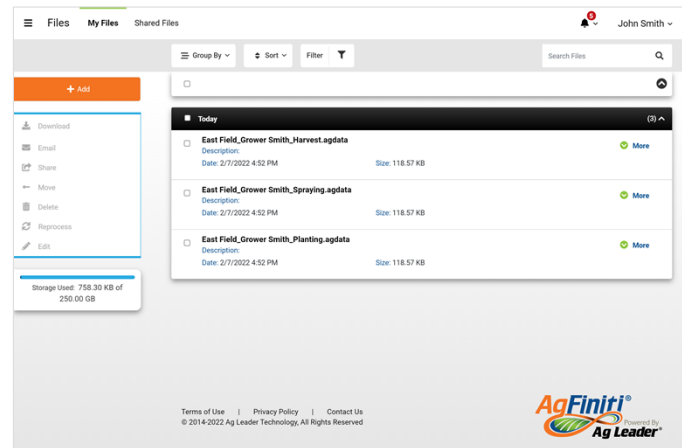 Files My Files Shared Files 5 John Smith
Group By Sort Filter Search Files
+ Add
Today (3)
Download
Email
Share
Move
Delete
Reprocess
Edit
East Field_Grower Smith_Harvest.agdata
Description:
Date: 2/7/2022 4:52 PM Size: 118.57 KB
More
East Field_Grower Smith_Spraying.agdata
Description:
Date: 2/7/2022 4:52 PM Size: 118.57 KB
More
East Field_Grower Smith_Planting.agdata
Description:
Date: 2/7/2022 4:52 PM Size: 118.57 KB
More
Storage Used: 758.30 KB of
250.00 GB
Terms of Use | Privacy Policy | Contact Us
© 2014-2022 Ag Leader Technology, All Rights Reserved
AgFiniti®
Powered By
Ag Leader®